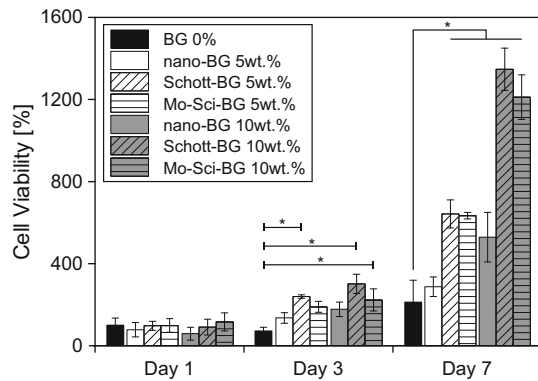 1600
1200
800
400
0
Cell Viability [%]
BG 0%
nano-BG 5wt.%
Schott-BG 5wt.%
Mo-Sci-BG 5wt.%
nano-BG 10wt.%
Schott-BG 10wt.%
Mo-Sci-BG 10wt.%
*
*
*
*
Day 1
Day 3
Day 7